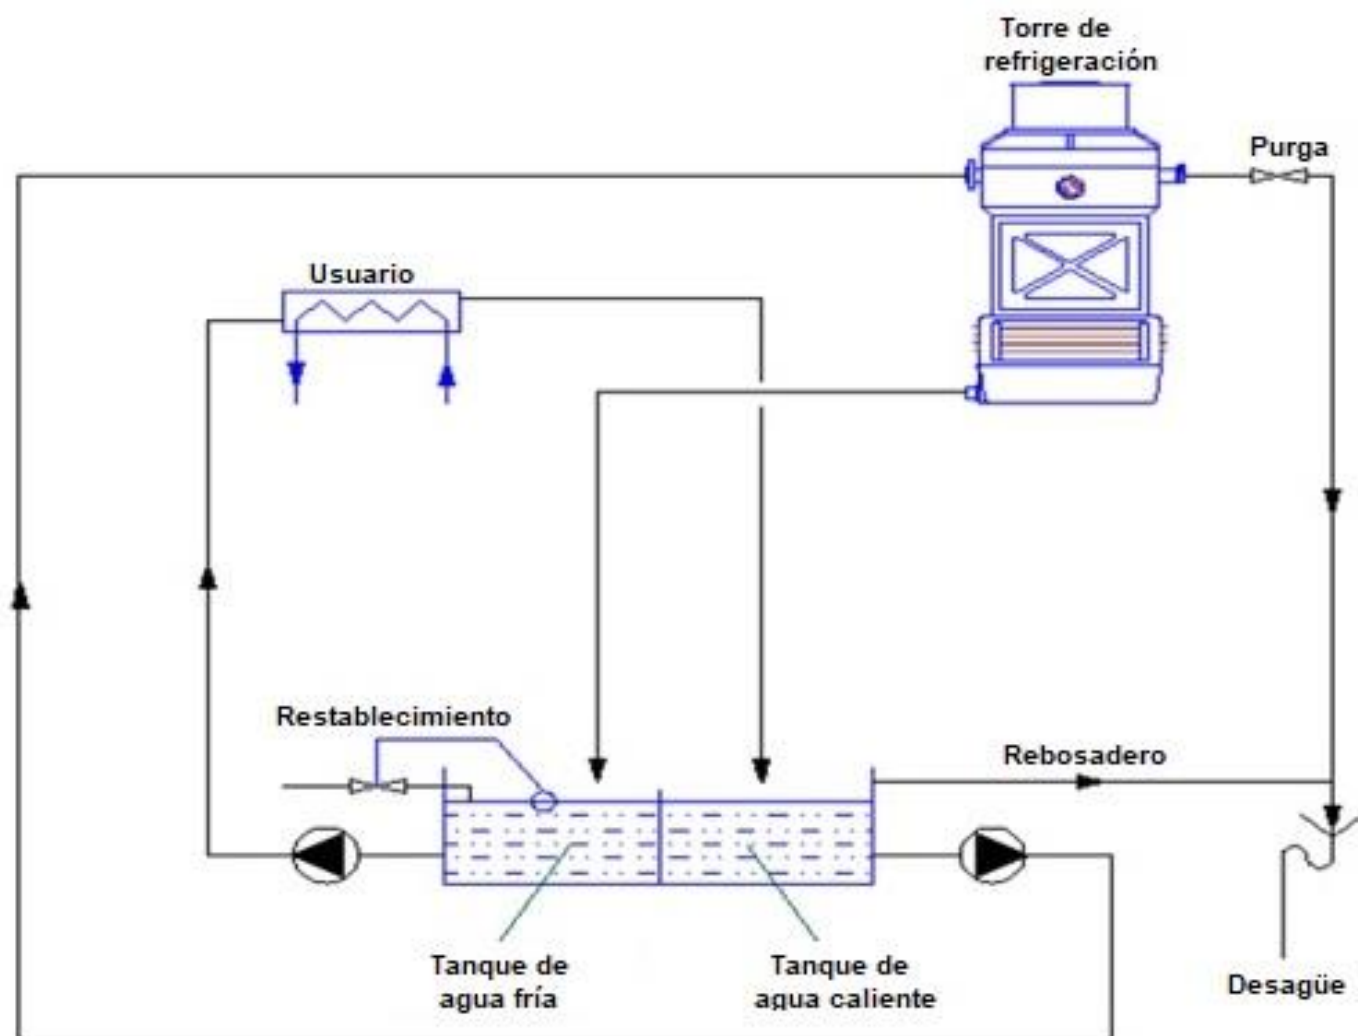 Torre de
refrigeración
Purga
Usuario
Restablecimiento
Rebosadero
Tanque de
agua fría
Tanque de
agua caliente
Desagüe